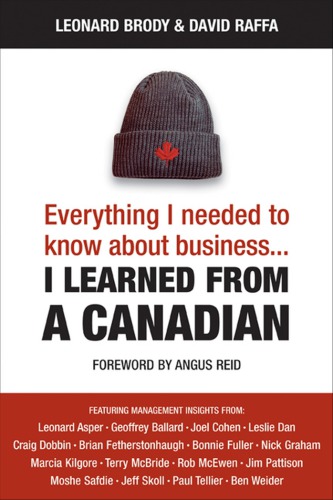 LEONARD BRODY & DAVID RAFFA
Everything I needed to
know about business...
I LEARNED FROM
A CANADIAN
FOREWORD BY ANGUS REID
FEATURING MANAGEMENT INSIGHTS FROM:
Leonard Asper • Geoffrey Ballard • Joel Cohen • Leslie Dan
Craig Dobbin • Brian Fetherstonhaugh • Bonnie Fuller • Nick Graham
Marcia Kilgore • Terry McBride • Rob McEwen • Jim Pattison
Moshe Safdie • Jeff Skoll • Paul Tellier • Ben Weider